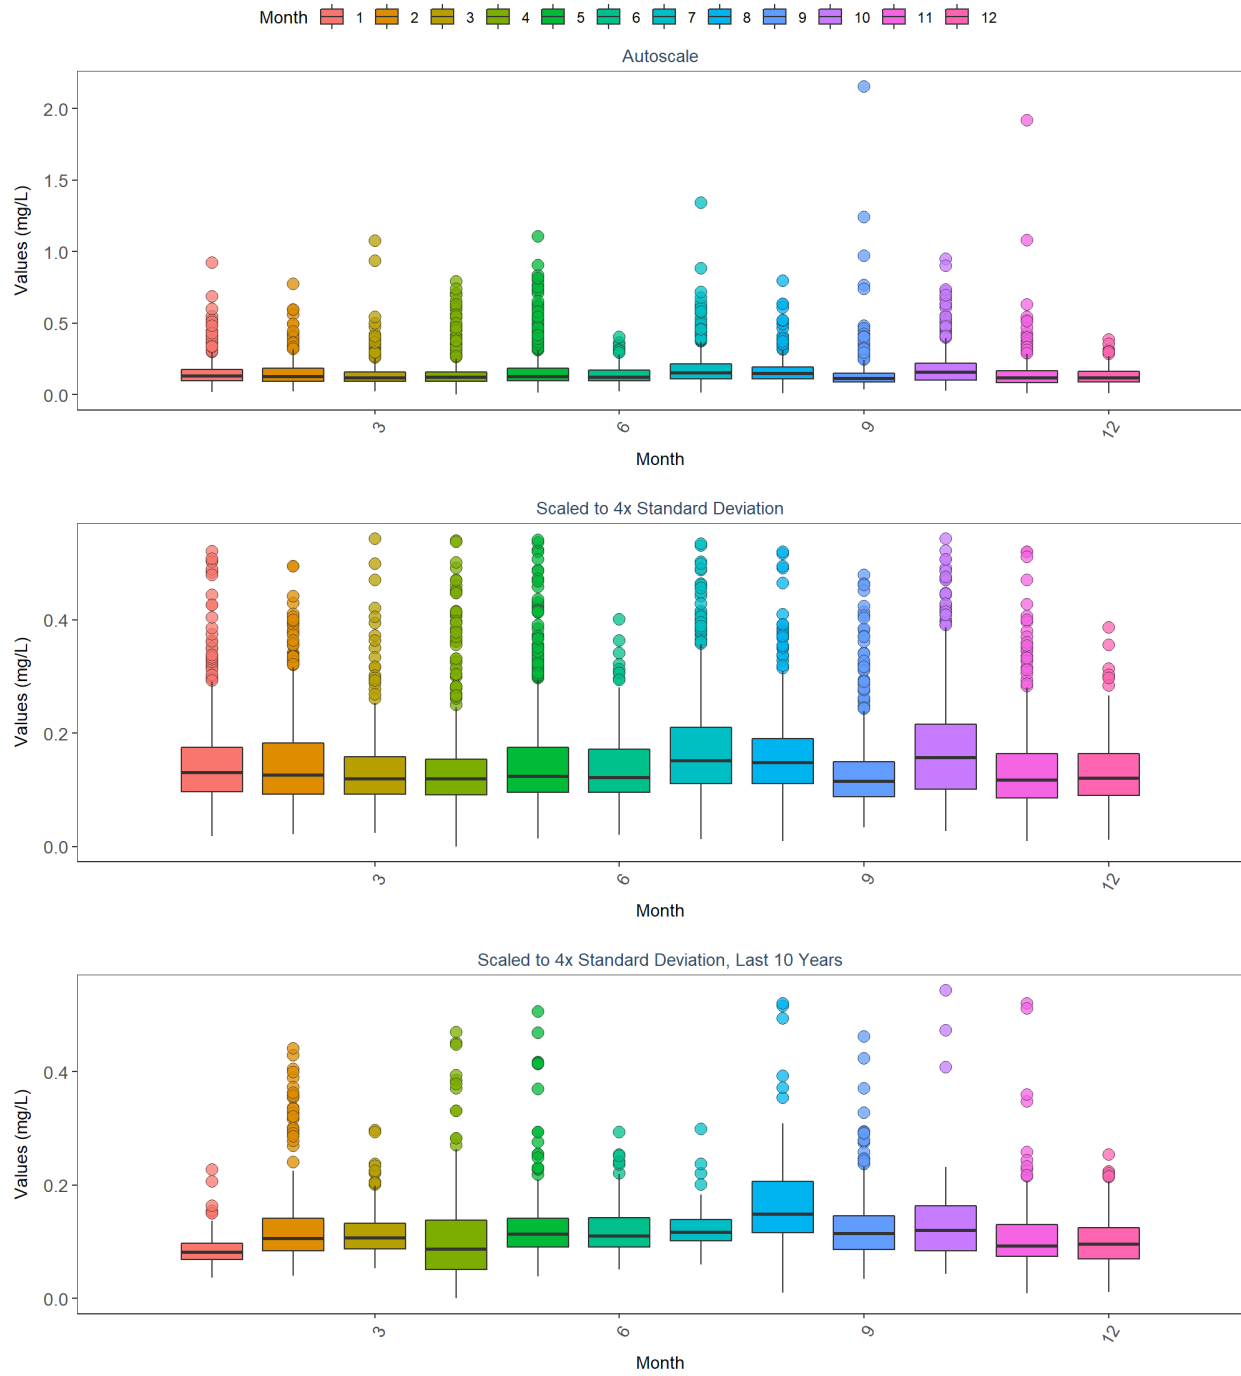 Month 1 2 3 4 5 6 7 8 9 10 11 12
Autoscale
Values (mg/L)
2.0
1.5
1.0
0.5
0.0
3 6 9 12
Month
Scaled to 4x Standard Deviation
Values (mg/L)
0.4
0.2
0.0
3 6 9 12
Month
Scaled to 4x Standard Deviation, Last 10 Years
Values (mg/L)
0.4
0.2
0.0
3 6 9 12
Month